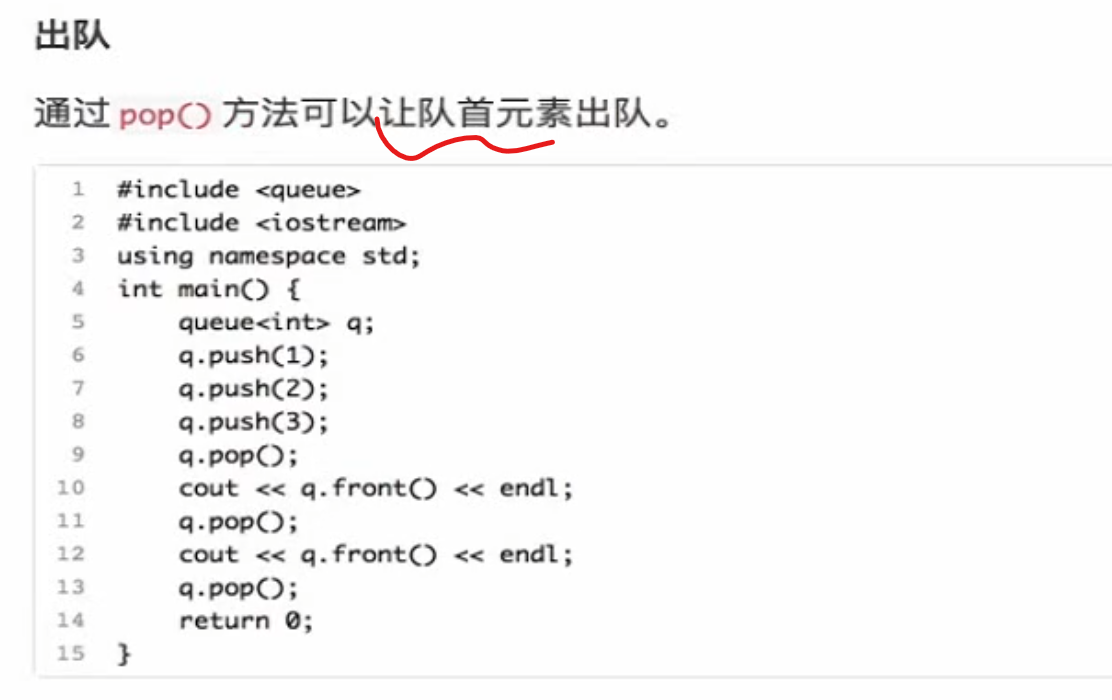 出队
通过 pop() 方法可以让队首元素出队。
1 #include <queue>
2 #include <iostream>
3 using namespace std;
4 int main() {
5     queue<int> q;
6     q.push(1);
7     q.push(2);
8     q.push(3);
9     q.pop();
10     cout << q.front() << endl;
11     q.pop();
12     cout << q.front() << endl;
13     q.pop();
14     return 0;
15 }